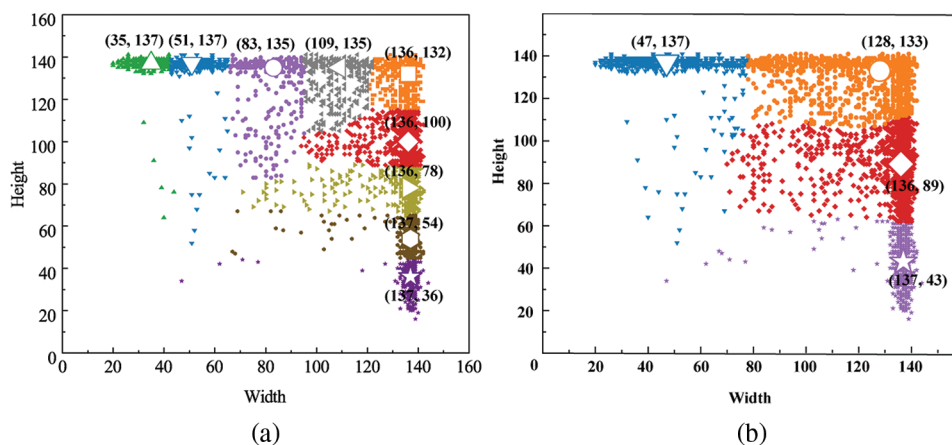 160
140
120
100
80
60
40
20
0
Height
(35, 137) (51, 137) (83, 135) (109, 135) (136, 132)
(136, 100)
(136, 78)
(137, 54)
(137, 36)
0 20 40 60 80 100 120 140 160
Width
(a)
160
140
120
100
80
60
40
20
0
Height
(47, 137) (128, 133)
(136, 89)
(137, 43)
20 40 60 80 100 120 140
Width
(b)